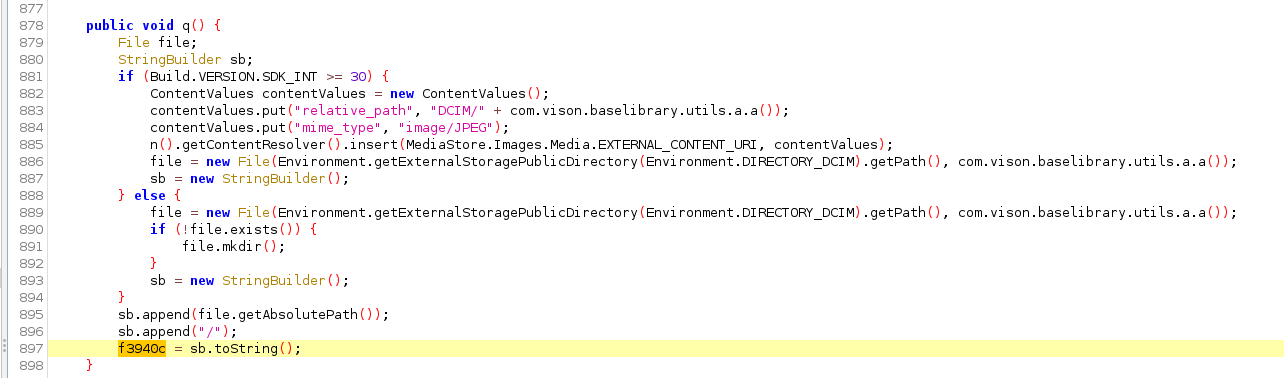 877
878     public void q() {
879         File file;
880         StringBuilder sb;
881         if (Build.VERSION.SDK_INT >= 30) {
882             ContentValues contentValues = new ContentValues();
883             contentValues.put("relative_path", "DCIM/" + com.vison.baselibrary.utils.a.a());
884             contentValues.put("mime_type", "image/JPEG");
885             n().getContentResolver().insert(MediaStore.Images.Media.EXTERNAL_CONTENT_URI, contentValues);
886             file = new File(Environment.getExternalStoragePublicDirectory(Environment.DIRECTORY_DCIM).getPath(), com.vison.baselibrary.utils.a.a());
887             sb = new StringBuilder();
888         } else {
889             file = new File(Environment.getExternalStoragePublicDirectory(Environment.DIRECTORY_DCIM).getPath(), com.vison.baselibrary.utils.a.a());
890             if (!file.exists()) {
891                 file.mkdir();
892             }
893             sb = new StringBuilder();
894         }
895         sb.append(file.getAbsolutePath());
896         sb.append("/");
897         f3940c = sb.toString();
898     }